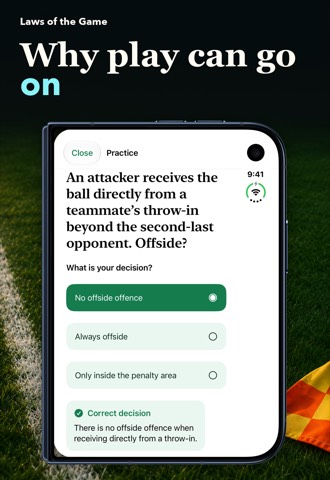 Laws of the Game
Why play can go
on
Close
Practice
9:41
An attacker receives the
ball directly from a
teammate's throw-in
beyond the second-last
opponent. Offside?
What is your decision?
No offside offence
Always offside
Only inside the penalty area
Correct decision
There is no offside offence when
receiving directly from a throw-in.